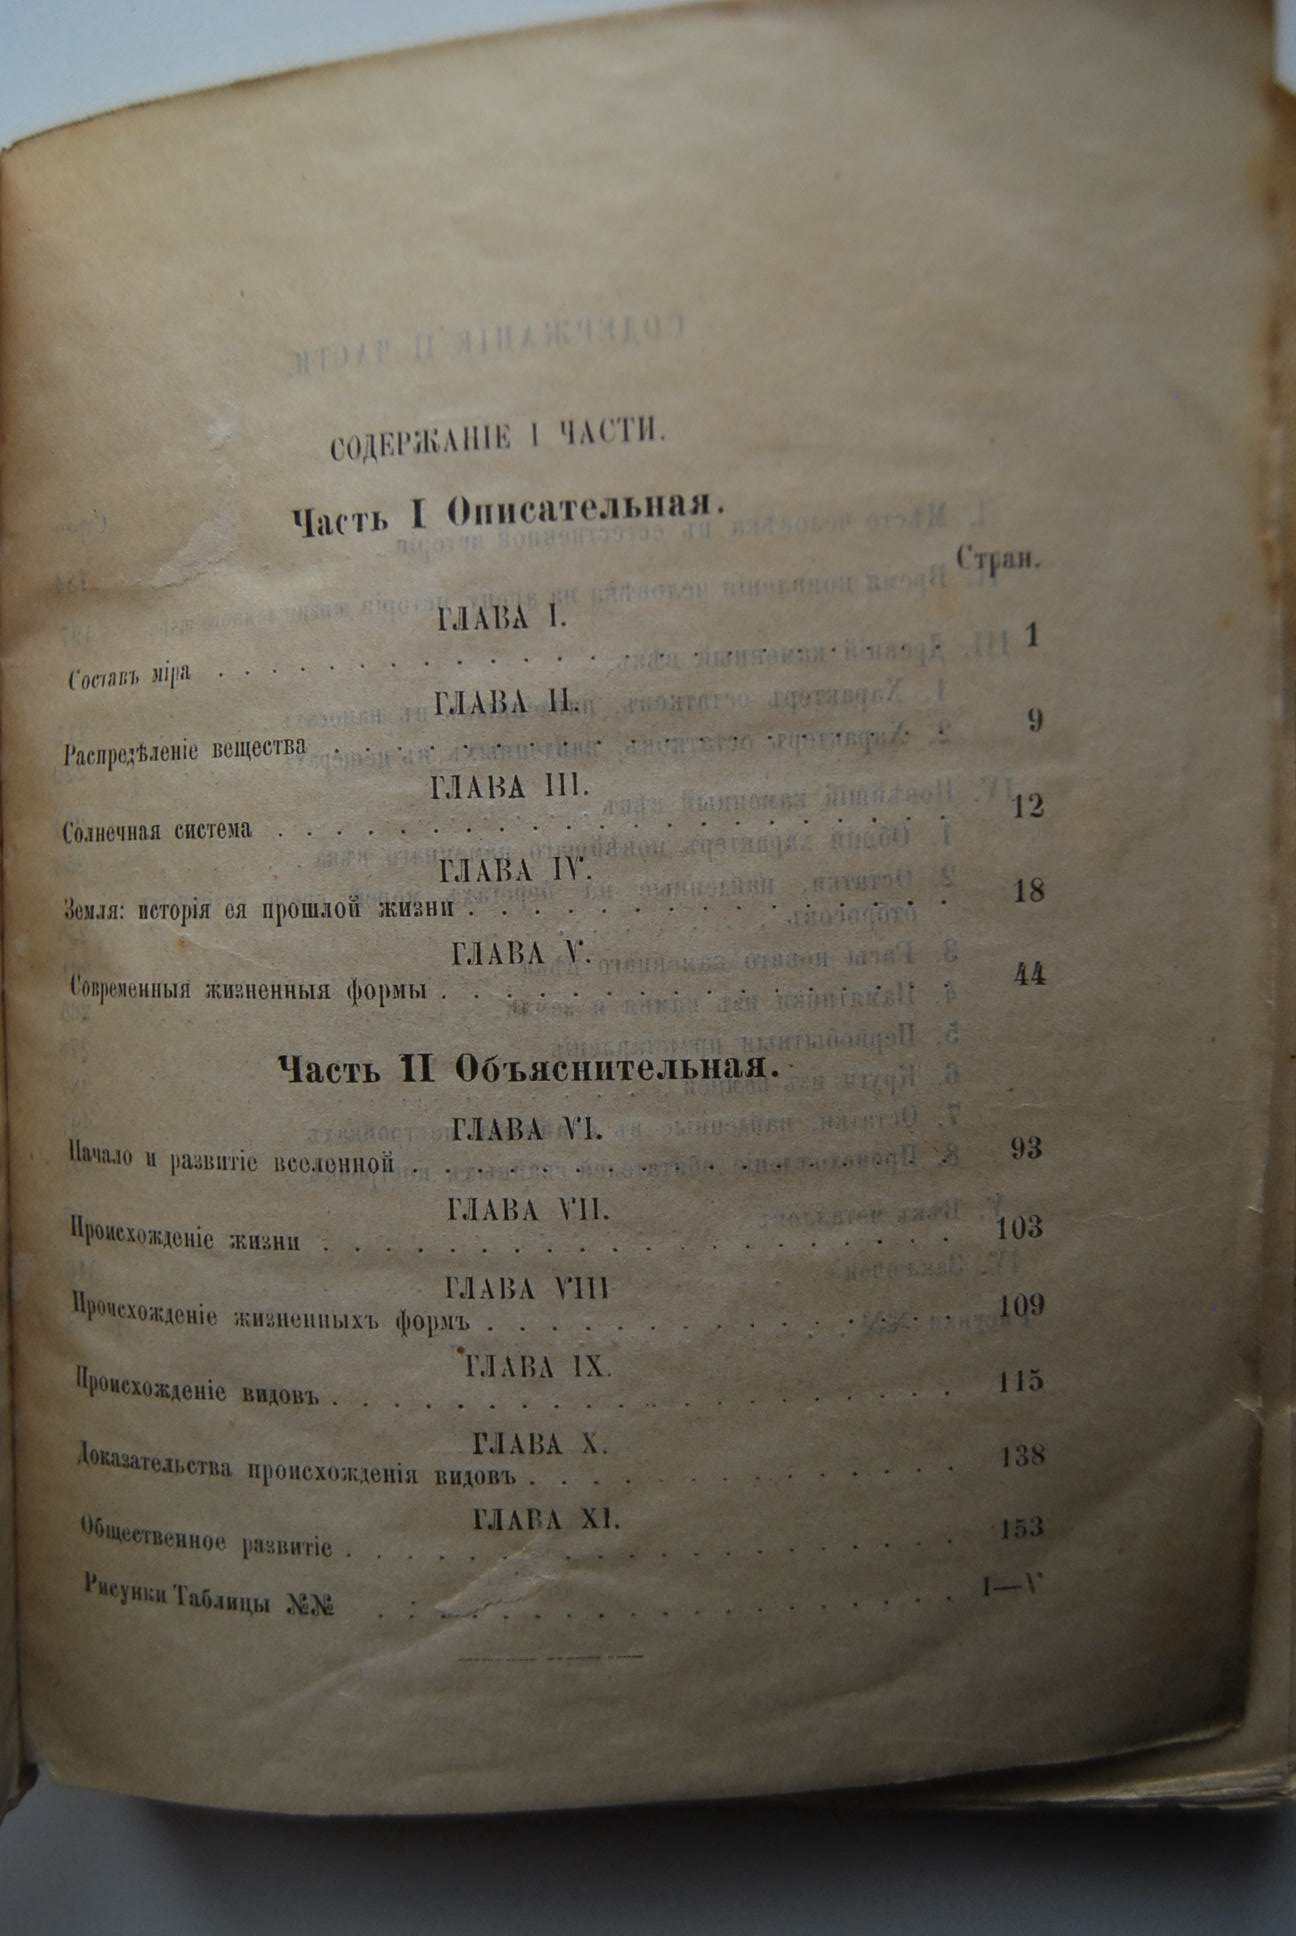 СОДЕРЖАНІЕ I ЧАСТИ.
Часть I Описательная.
Стран.
ГЛАВА I.
Составъ міра . . . . . . . . . . . . . . . . . . . 1
ГЛАВА II.
Распредѣленіе вещества . . . . . . . . . . . . . . . . 9
ГЛАВА III.
Солнечная система . . . . . . . . . . . . . . . . . 12
ГЛАВА IV.
Земля: исторія ея прошлой жизни . . . . . . . . . . . . 18
ГЛАВА V.
Современныя жизненныя формы . . . . . . . . . . . . . 44
Часть II Объяснительная.
ГЛАВА VI.
Начало и развитіе вселенной . . . . . . . . . . . . . . 93
ГЛАВА VII.
Происхожденіе жизни . . . . . . . . . . . . . . . . 103
ГЛАВА VIII
Происхожденіе жизненныхъ формъ . . . . . . . . . . . . 109
ГЛАВА IX.
Происхожденіе видовъ . . . . . . . . . . . . . . . . 115
ГЛАВА X.
Доказательства происхожденія видовъ . . . . . . . . . . . 138
ГЛАВА XI.
Общественное развитіе . . . . . . . . . . . . . . . . 153
Рисунки Таблицы №№ . . . . . . . . . . . . . . . . I—V